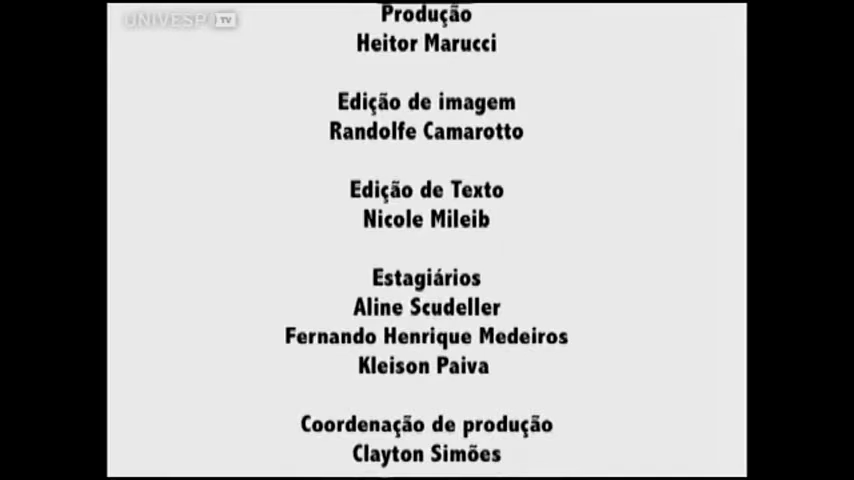 UNIVESP TV
Produção
Heitor Marucci
Edição de imagem
Randolfe Camarotto
Edição de Texto
Nicole Mileib
Estagiários
Aline Scudeller
Fernando Henrique Medeiros
Kleison Paiva
Coordenação de produção
Clayton Simões